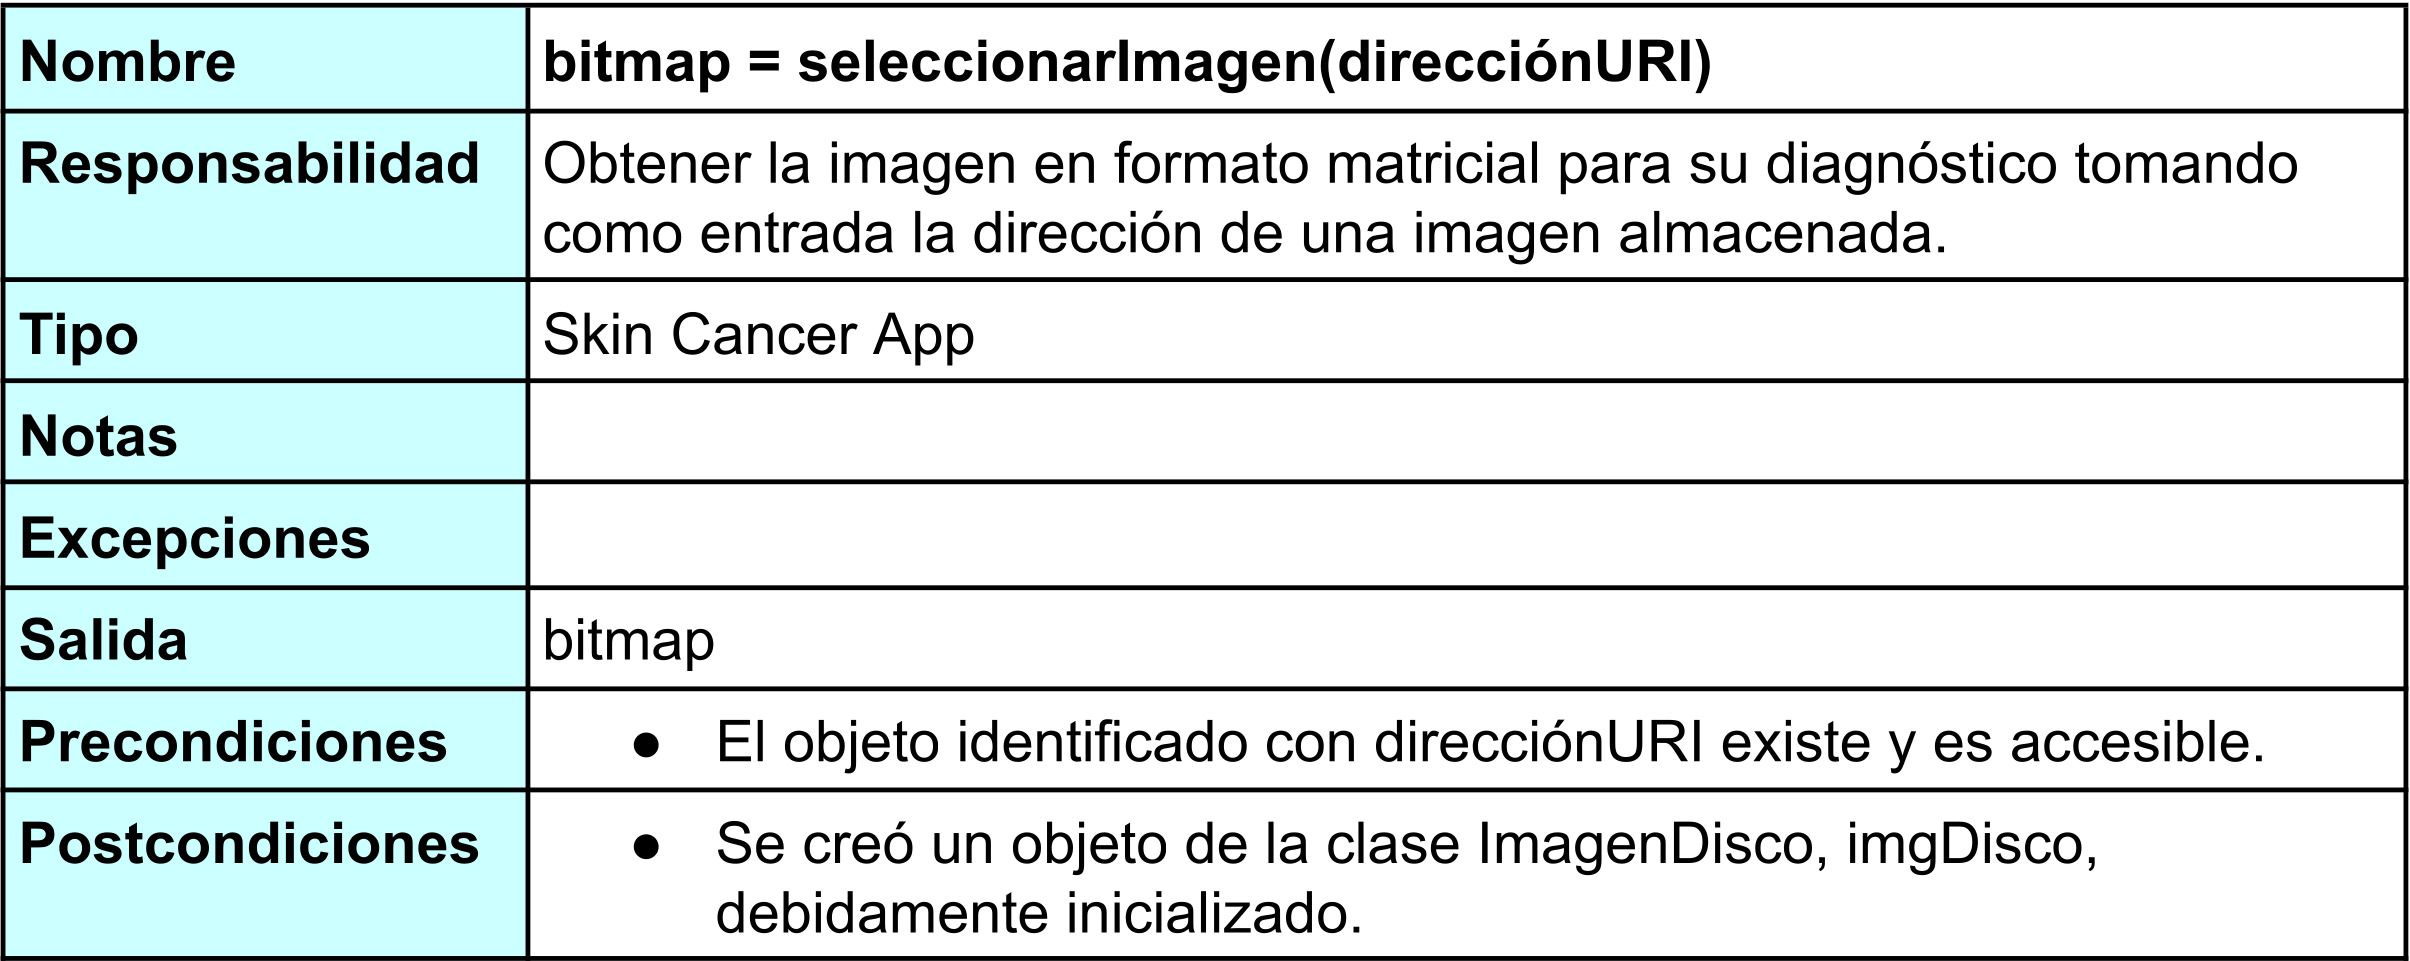 Nombre
bitmap = seleccionarImagen(direcciónURI)
Responsabilidad
Obtener la imagen en formato matricial para su diagnóstico tomando
como entrada la dirección de una imagen almacenada.
Tipo
Skin Cancer App
Notas
Excepciones
Salida
bitmap
Precondiciones
● El objeto identificado con direcciónURI existe y es accesible.
Postcondiciones
● Se creó un objeto de la clase ImagenDisco, imgDisco,
debidamente inicializado.